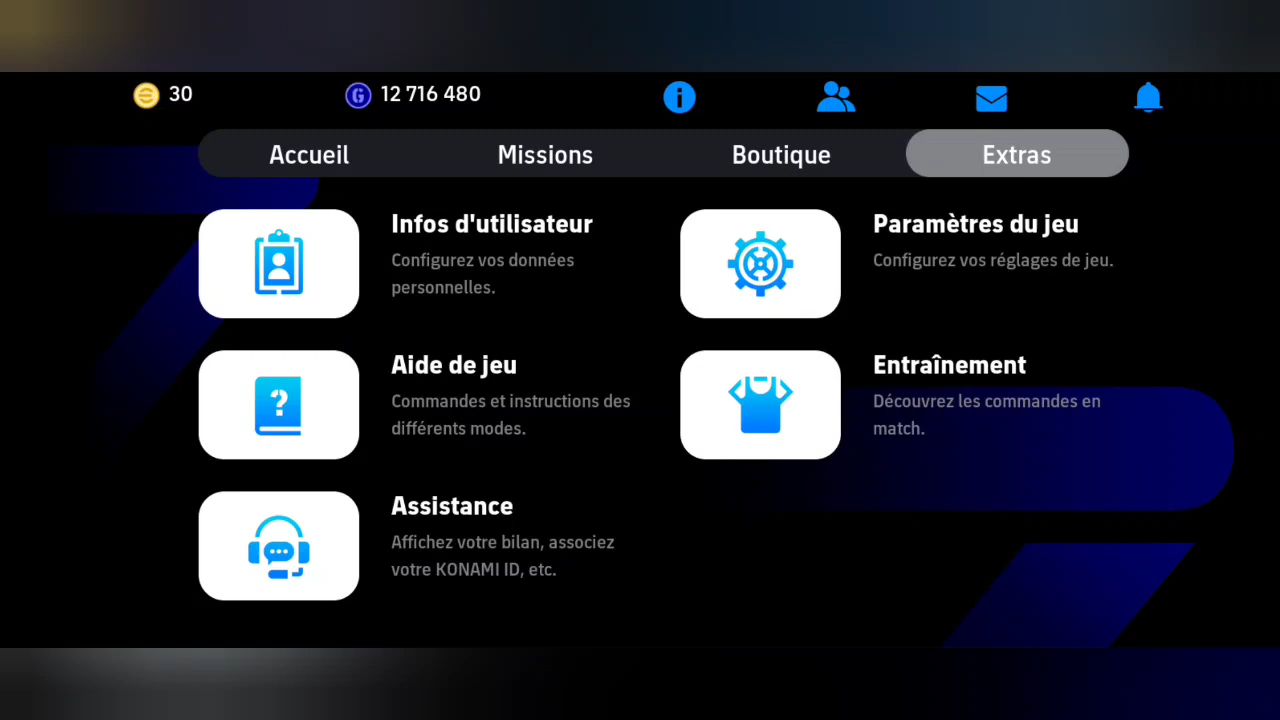 30
12 716 480
Accueil
Missions
Boutique
Extras
Infos d'utilisateur
Configurez vos données
personnelles.
Paramètres du jeu
Configurez vos réglages de jeu.
Aide de jeu
Commandes et instructions des
différents modes.
Entraînement
Découvrez les commandes en
match.
Assistance
Affichez votre bilan, associez
votre KONAMI ID, etc.